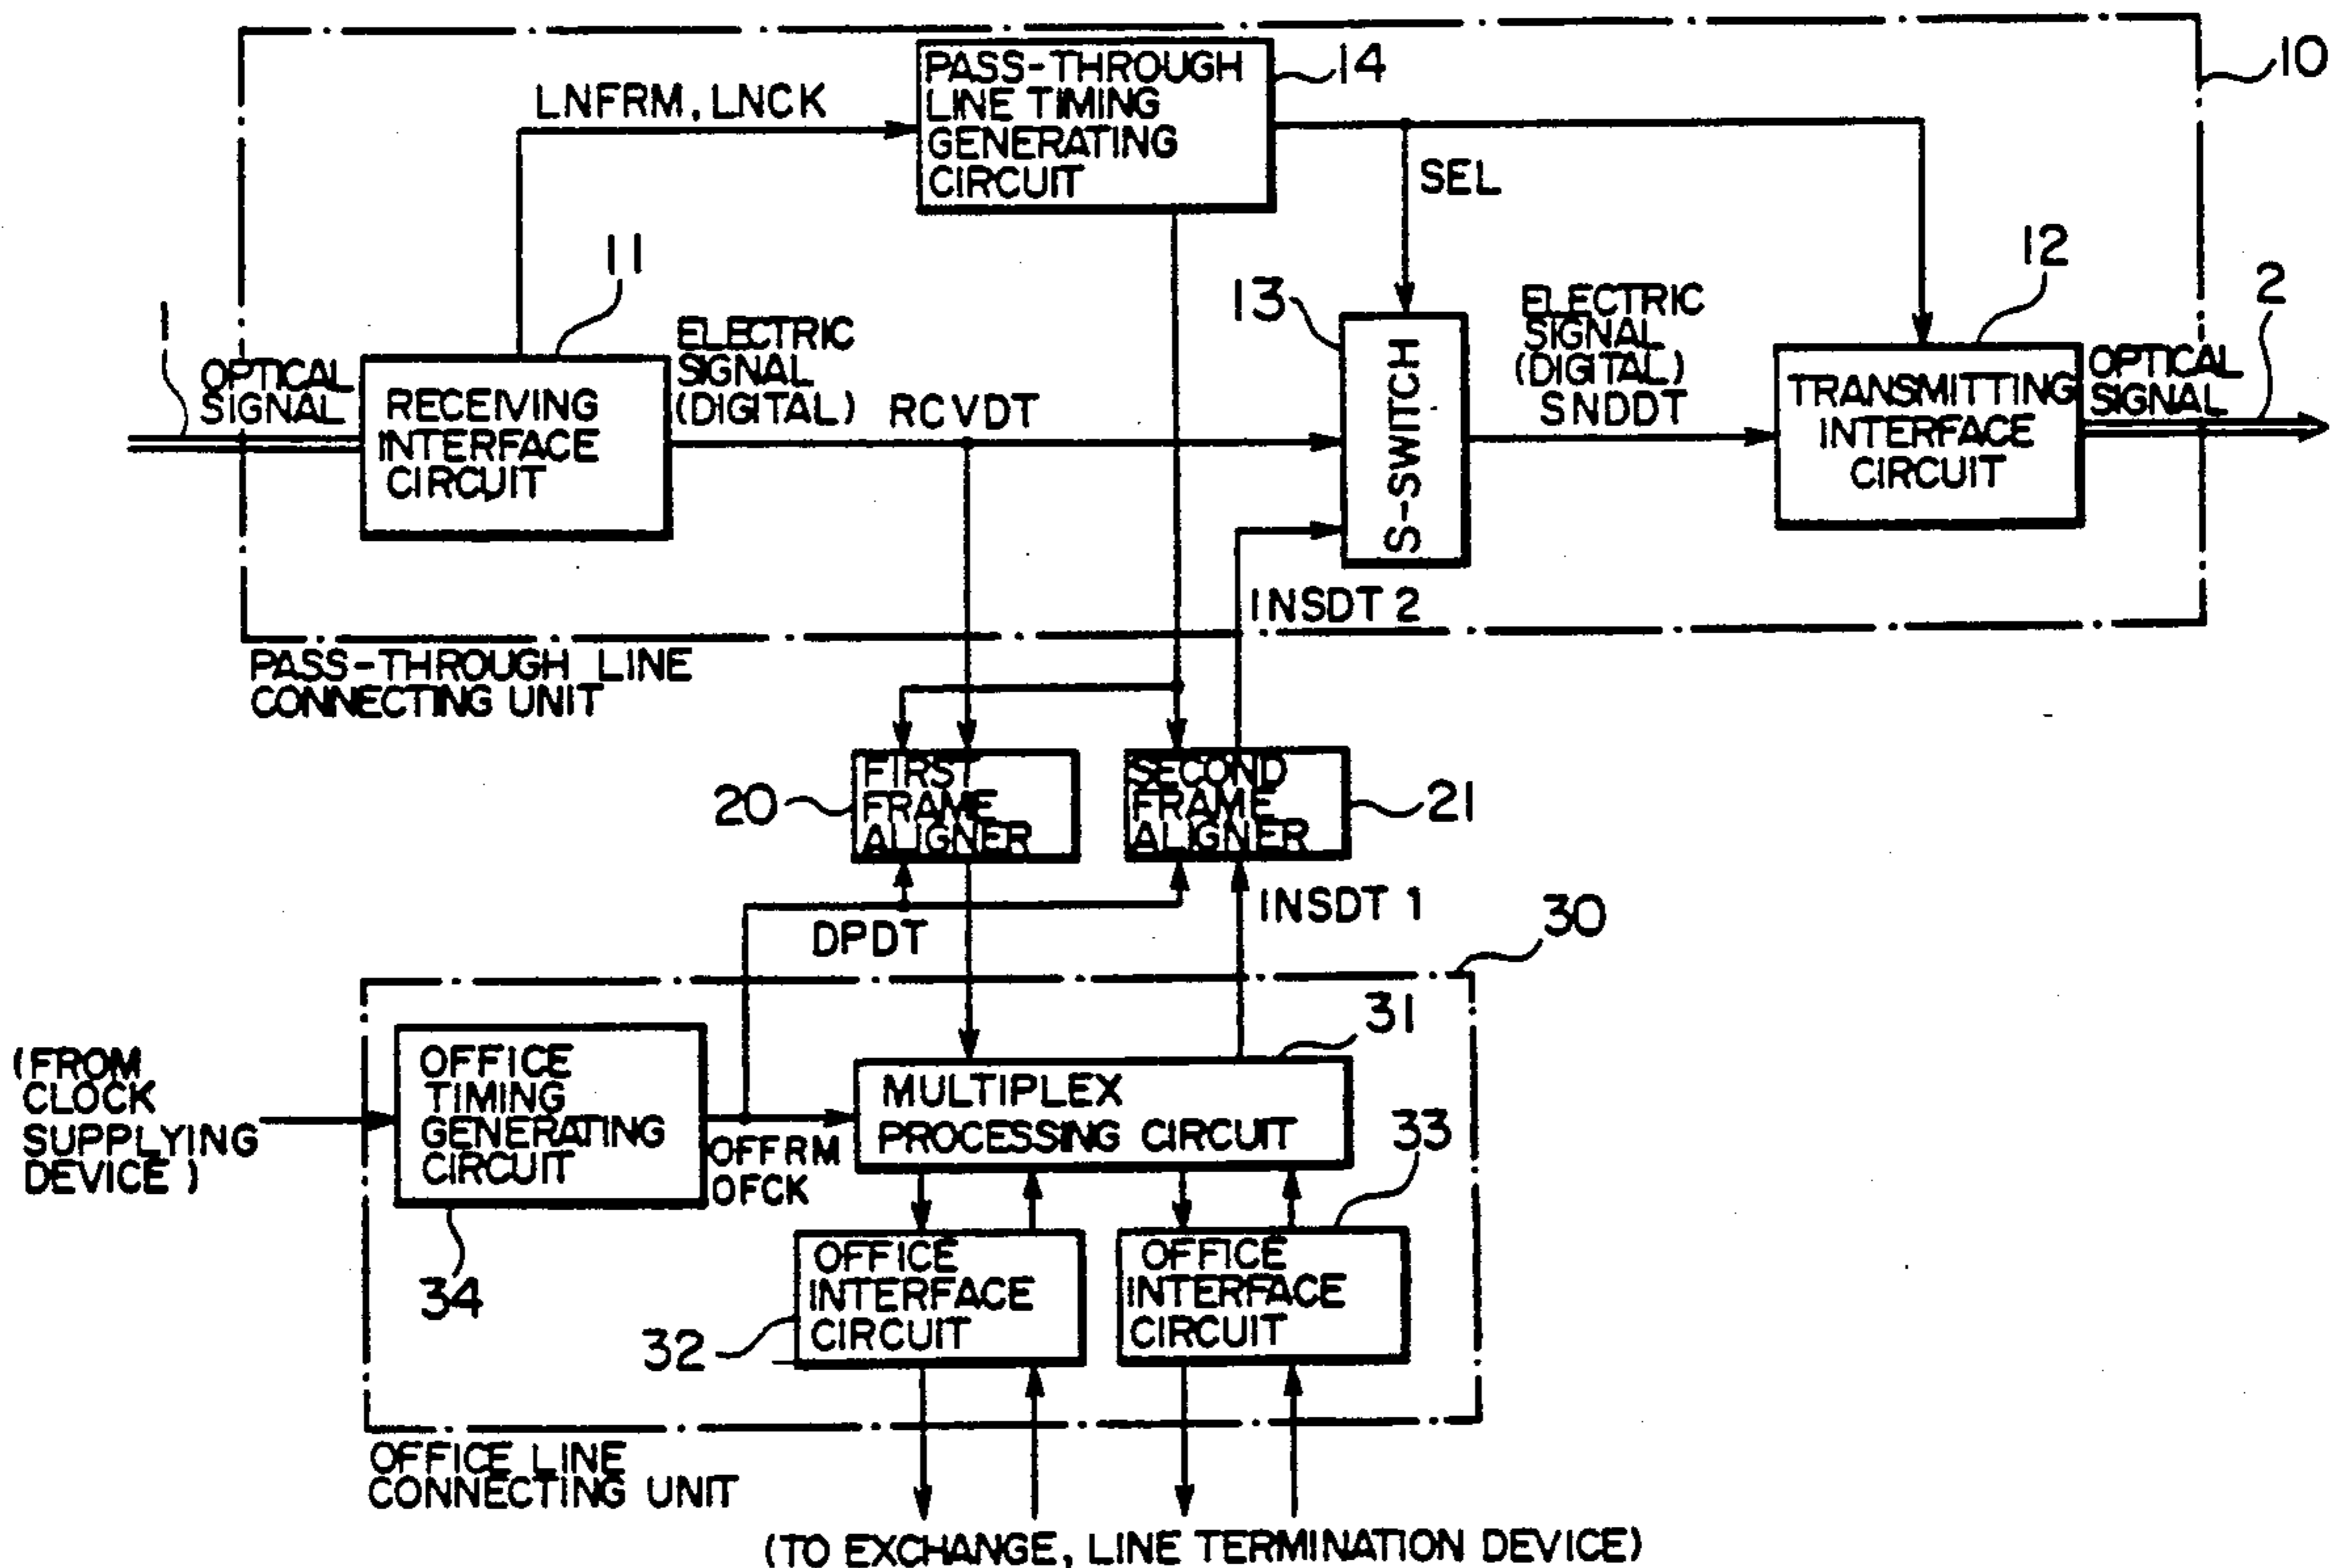 PASS-THROUGH
LINE TIMING
GENERATING
CIRCUIT
14
10
LNFRM, LNCK
SEL
11
12
13
2
1
OPTICAL
SIGNAL
RECEIVING
INTERFACE
CIRCUIT
ELECTRIC
SIGNAL
(DIGITAL)
RCVDT
S-SWITCH
ELECTRIC
SIGNAL
(DIGITAL)
SNDDT
TRANSMITTING
INTERFACE
CIRCUIT
OPTICAL
SIGNAL
INSDT 2
PASS-THROUGH LINE
CONNECTING UNIT
20
FIRST
FRAME
ALIGNER
SECOND
FRAME
ALIGNER
21
DPDT
INSDT 1
30
31
(FROM
CLOCK
SUPPLYING
DEVICE)
OFFICE
TIMING
GENERATING
CIRCUIT
OFFRM
OFCK
MULTIPLEX
PROCESSING CIRCUIT
33
34
32
OFFICE
INTERFACE
CIRCUIT
OFFICE
INTERFACE
CIRCUIT
OFFICE LINE
CONNECTING UNIT
(TO EXCHANGE, LINE TERMINATION DEVICE)